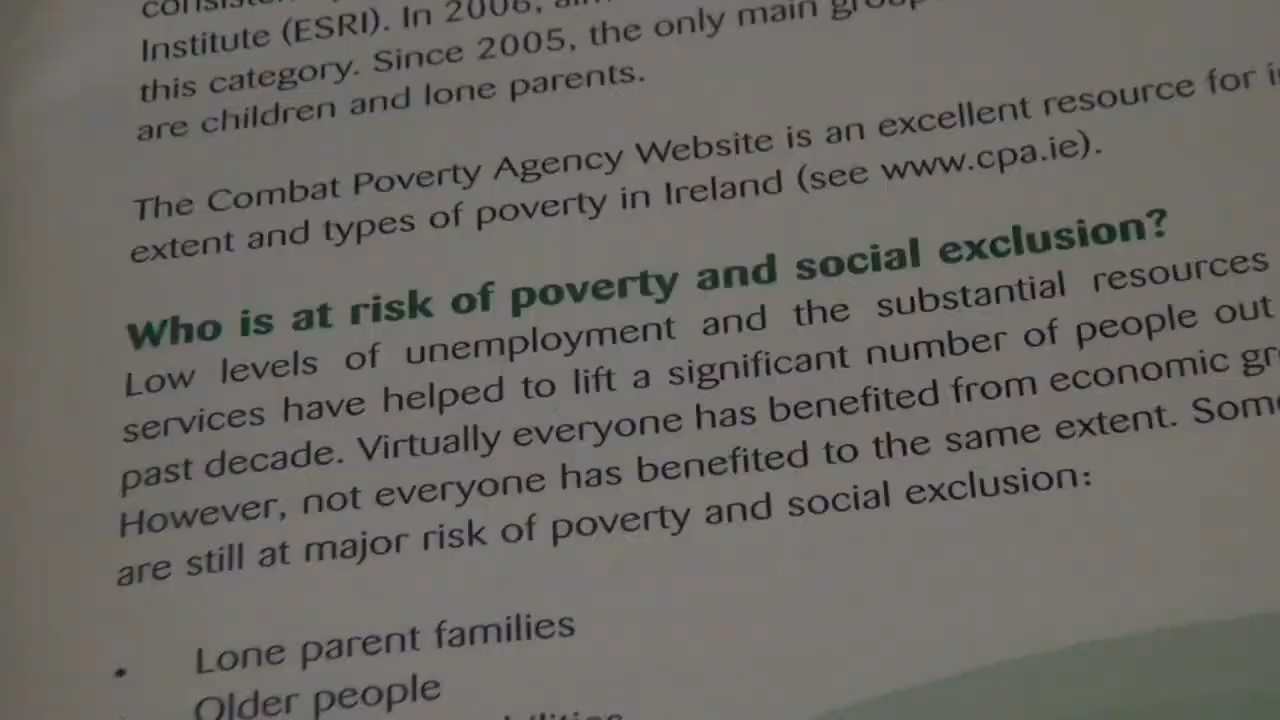 Institute (ESRI). In 2006,
this category. Since 2005, the only main
are children and lone parents.
The Combat Poverty Agency Website is an excellent resource for
extent and types of poverty in Ireland (see www.cpa.ie).
Who is at risk of poverty and social exclusion?
Low levels of unemployment and the substantial resources
services have helped to lift a significant number of people out
past decade. Virtually everyone has benefited from economic
However, not everyone has benefited to the same extent.
are still at major risk of poverty and social exclusion:
• Lone parent families
Older people